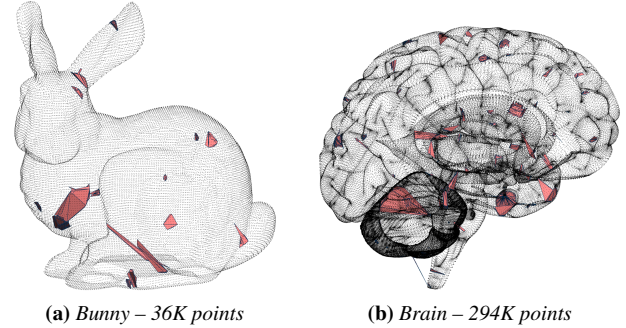 (a) Bunny – 36K points
(b) Brain – 294K points